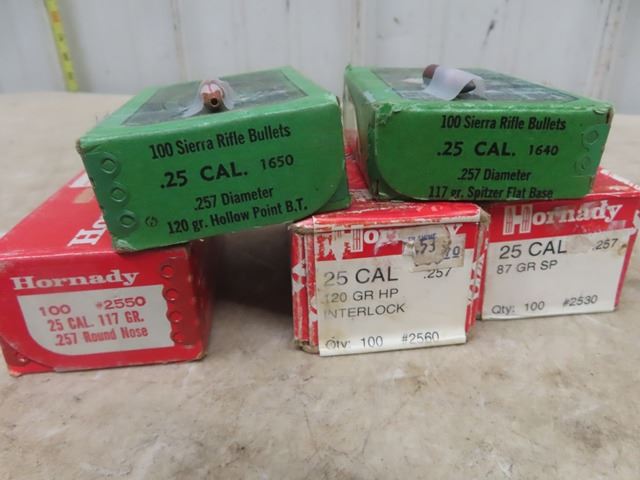 100 Sierra Rifle Bullets
.25 CAL. 1650
.257 Diameter
120 gr. Hollow Point B.T.
100 Sierra Rifle Bullets
.25 CAL. 1640
.257 Diameter
117 gr. Spitzer Flat Base
Hornady
100 #2550
25 CAL. 117 GR.
.257 Round Nose
Hornady
25 CAL .257
120 GR HP
INTERLOCK
Qty: 100 #2560
Hornady
25 CAL .257
87 GR SP
Qty: 100 #2530